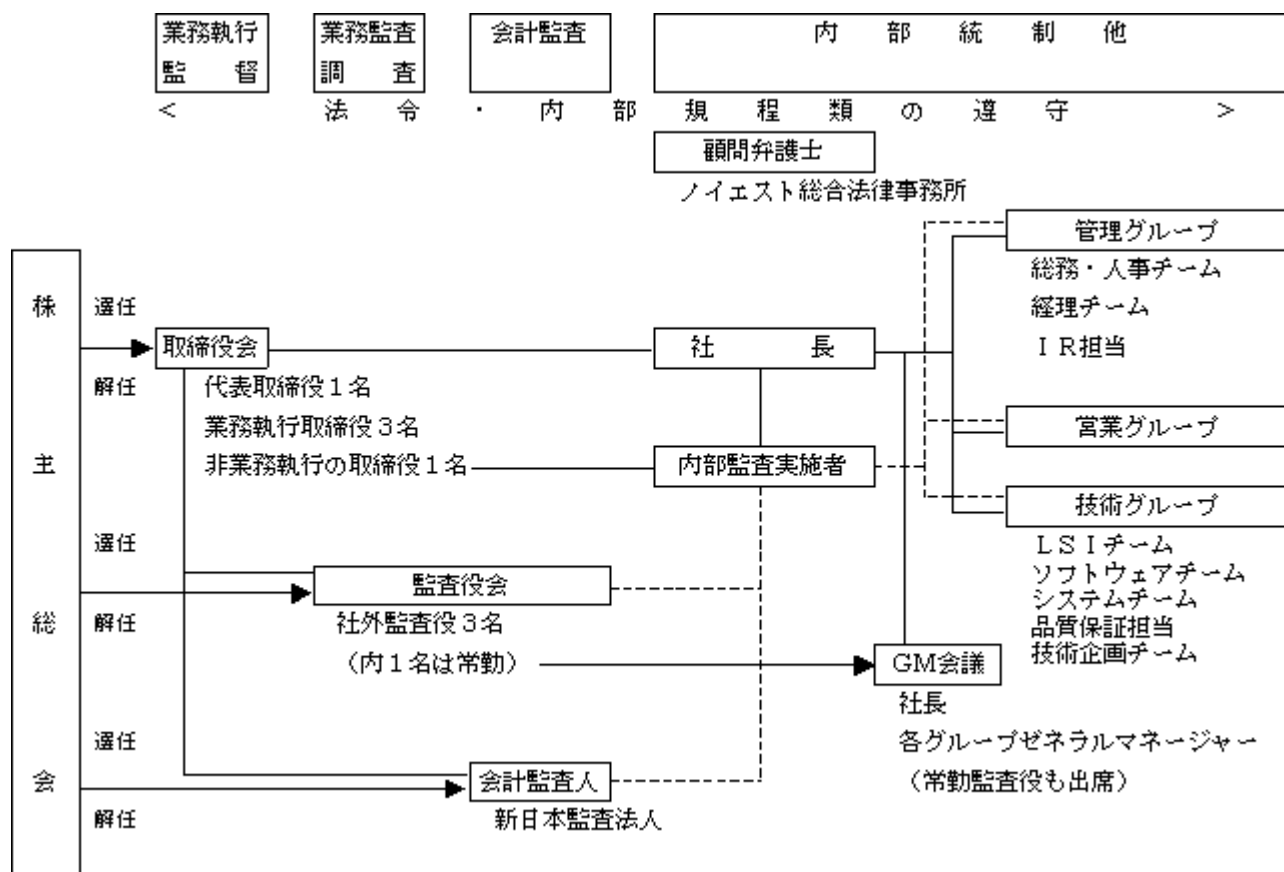 業務執行
監督
業務監査
調査
会計監査
内部統制他
< 法令・内部規程類の遵守 >
顧問弁護士
ノイエスト総合法律事務所
株主総会
選任
解任
取締役会
代表取締役1名
業務執行取締役3名
非業務執行の取締役1名
社長
内部監査実施者
管理グループ
総務・人事チーム
経理チーム
IR担当
営業グループ
技術グループ
LSIチーム
ソフトウェアチーム
システムチーム
品質保証担当
技術企画チーム
選任
解任
監査役会
社外監査役3名
(内1名は常勤)
GM会議
社長
各グループゼネラルマネージャー
(常勤監査役も出席)
選任
解任
会計監査人
新日本監査法人